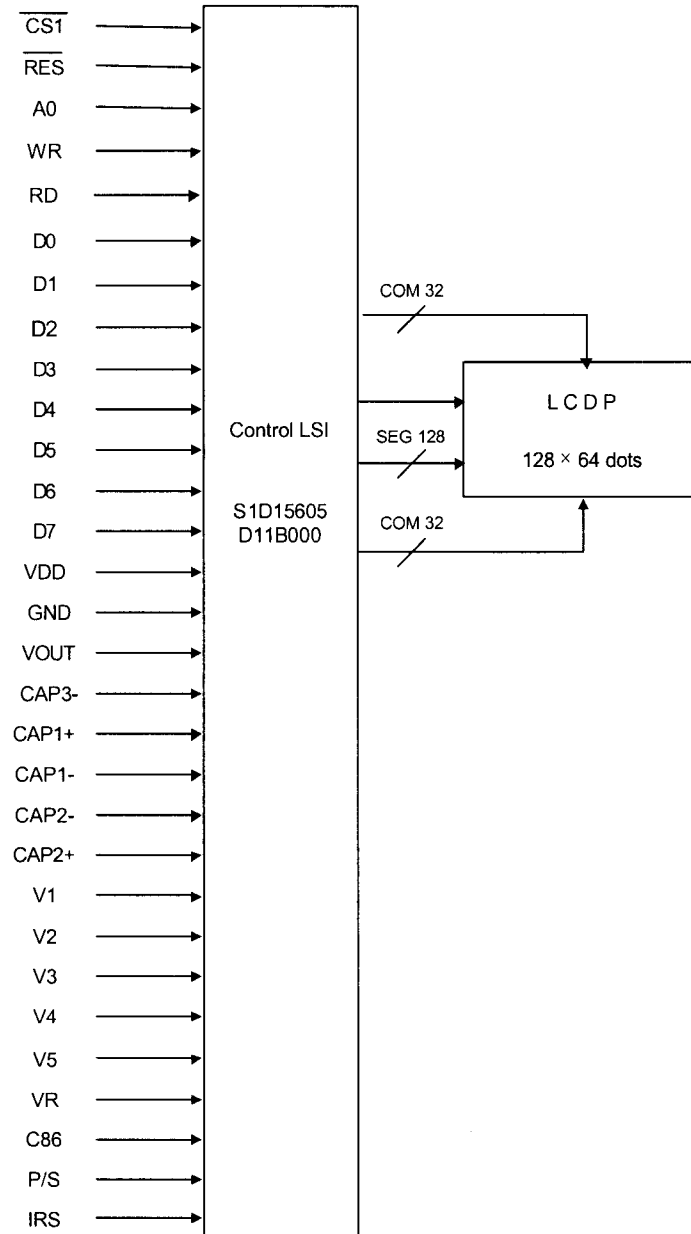 CS1
RES
A0
WR
RD
D0
D1
D2
D3
D4
D5
D6
D7
VDD
GND
VOUT
CAP3-
CAP1+
CAP1-
CAP2-
CAP2+
V1
V2
V3
V4
V5
VR
C86
P/S
IRS
Control LSI
S1D15605
D11B000
COM 32
SEG 128
COM 32
L C D P
128 × 64 dots